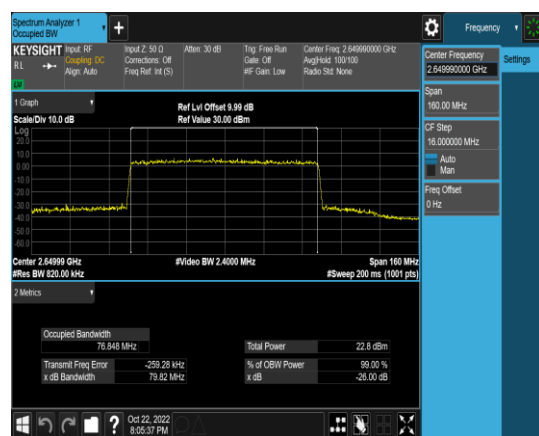 Spectrum Analyzer 1
Occupied BW
+
Frequency
KEYSIGHT Input: RF Input Z: 50 Ω Atten: 30 dB Trig: Free Run Center Freq: 2.649990000 GHz
RL Coupling: DC Corrections: Off Gate: Off Avg|Hold: 100/100
Align: Auto Freq Ref: Int (S) #IF Gain: Low Radio Std: None
Center Frequency
2.649990000 GHz
Settings
Span
160.00 MHz
CF Step
16.000000 MHz
Auto
Man
Freq Offset
0 Hz
1 Graph
Ref Lvl Offset 9.99 dB
Scale/Div 10.0 dB Ref Value 30.00 dBm
Log
20.0
10.0
0.00
-10.0
-20.0
-30.0
-40.0
-50.0
-60.0
Center 2.64999 GHz #Video BW 2.4000 MHz Span 160 MHz
#Res BW 820.00 kHz #Sweep 200 ms (1001 pts)
2 Metrics
Occupied Bandwidth
76.848 MHz Total Power 22.8 dBm
Transmit Freq Error -259.28 kHz % of OBW Power 99.00 %
x dB Bandwidth 79.82 MHz x dB -26.00 dB
? Oct 22, 2022
8:05:37 PM